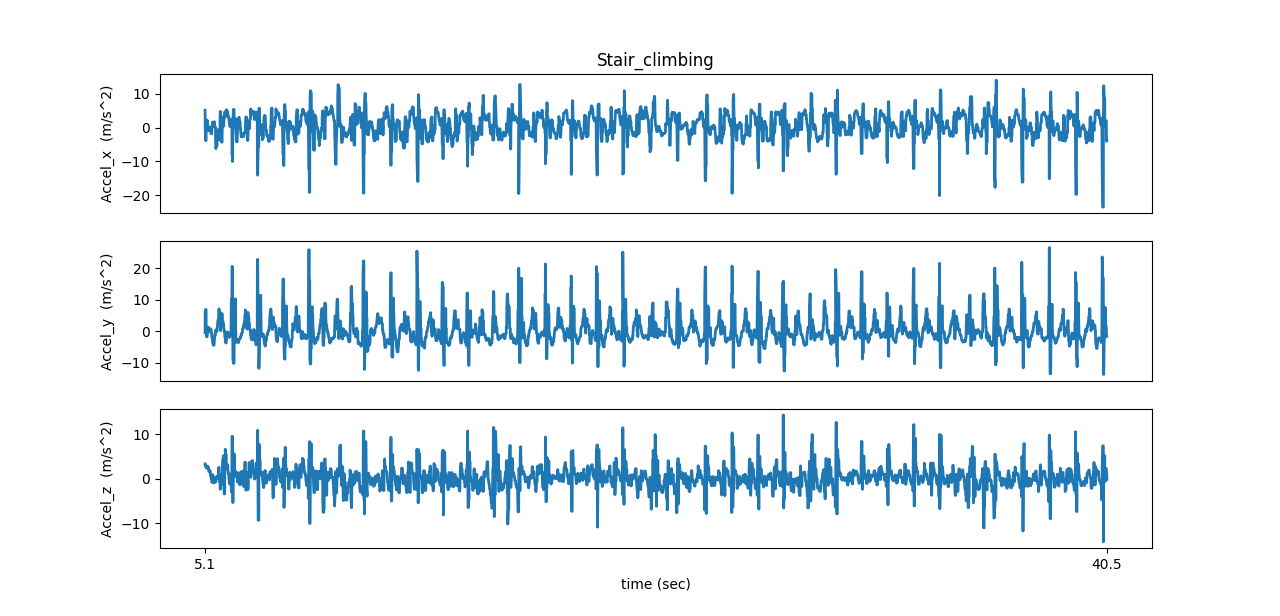 Stair_climbing
Accel_x (m/s^2)
10
0
−10
−20
Accel_y (m/s^2)
20
10
0
−10
Accel_z (m/s^2)
10
0
−10
5.1
40.5
time (sec)